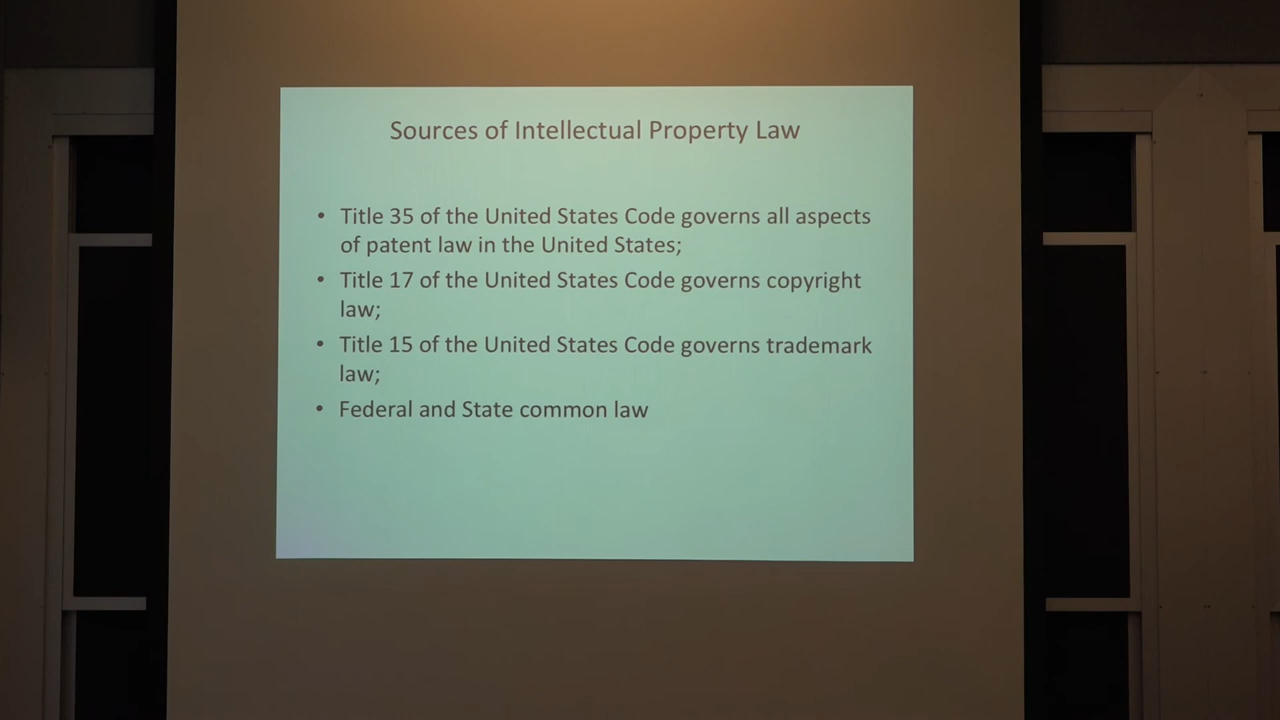 Sources of Intellectual Property Law
• Title 35 of the United States Code governs all aspects
of patent law in the United States;
• Title 17 of the United States Code governs copyright
law;
• Title 15 of the United States Code governs trademark
law;
• Federal and State common law